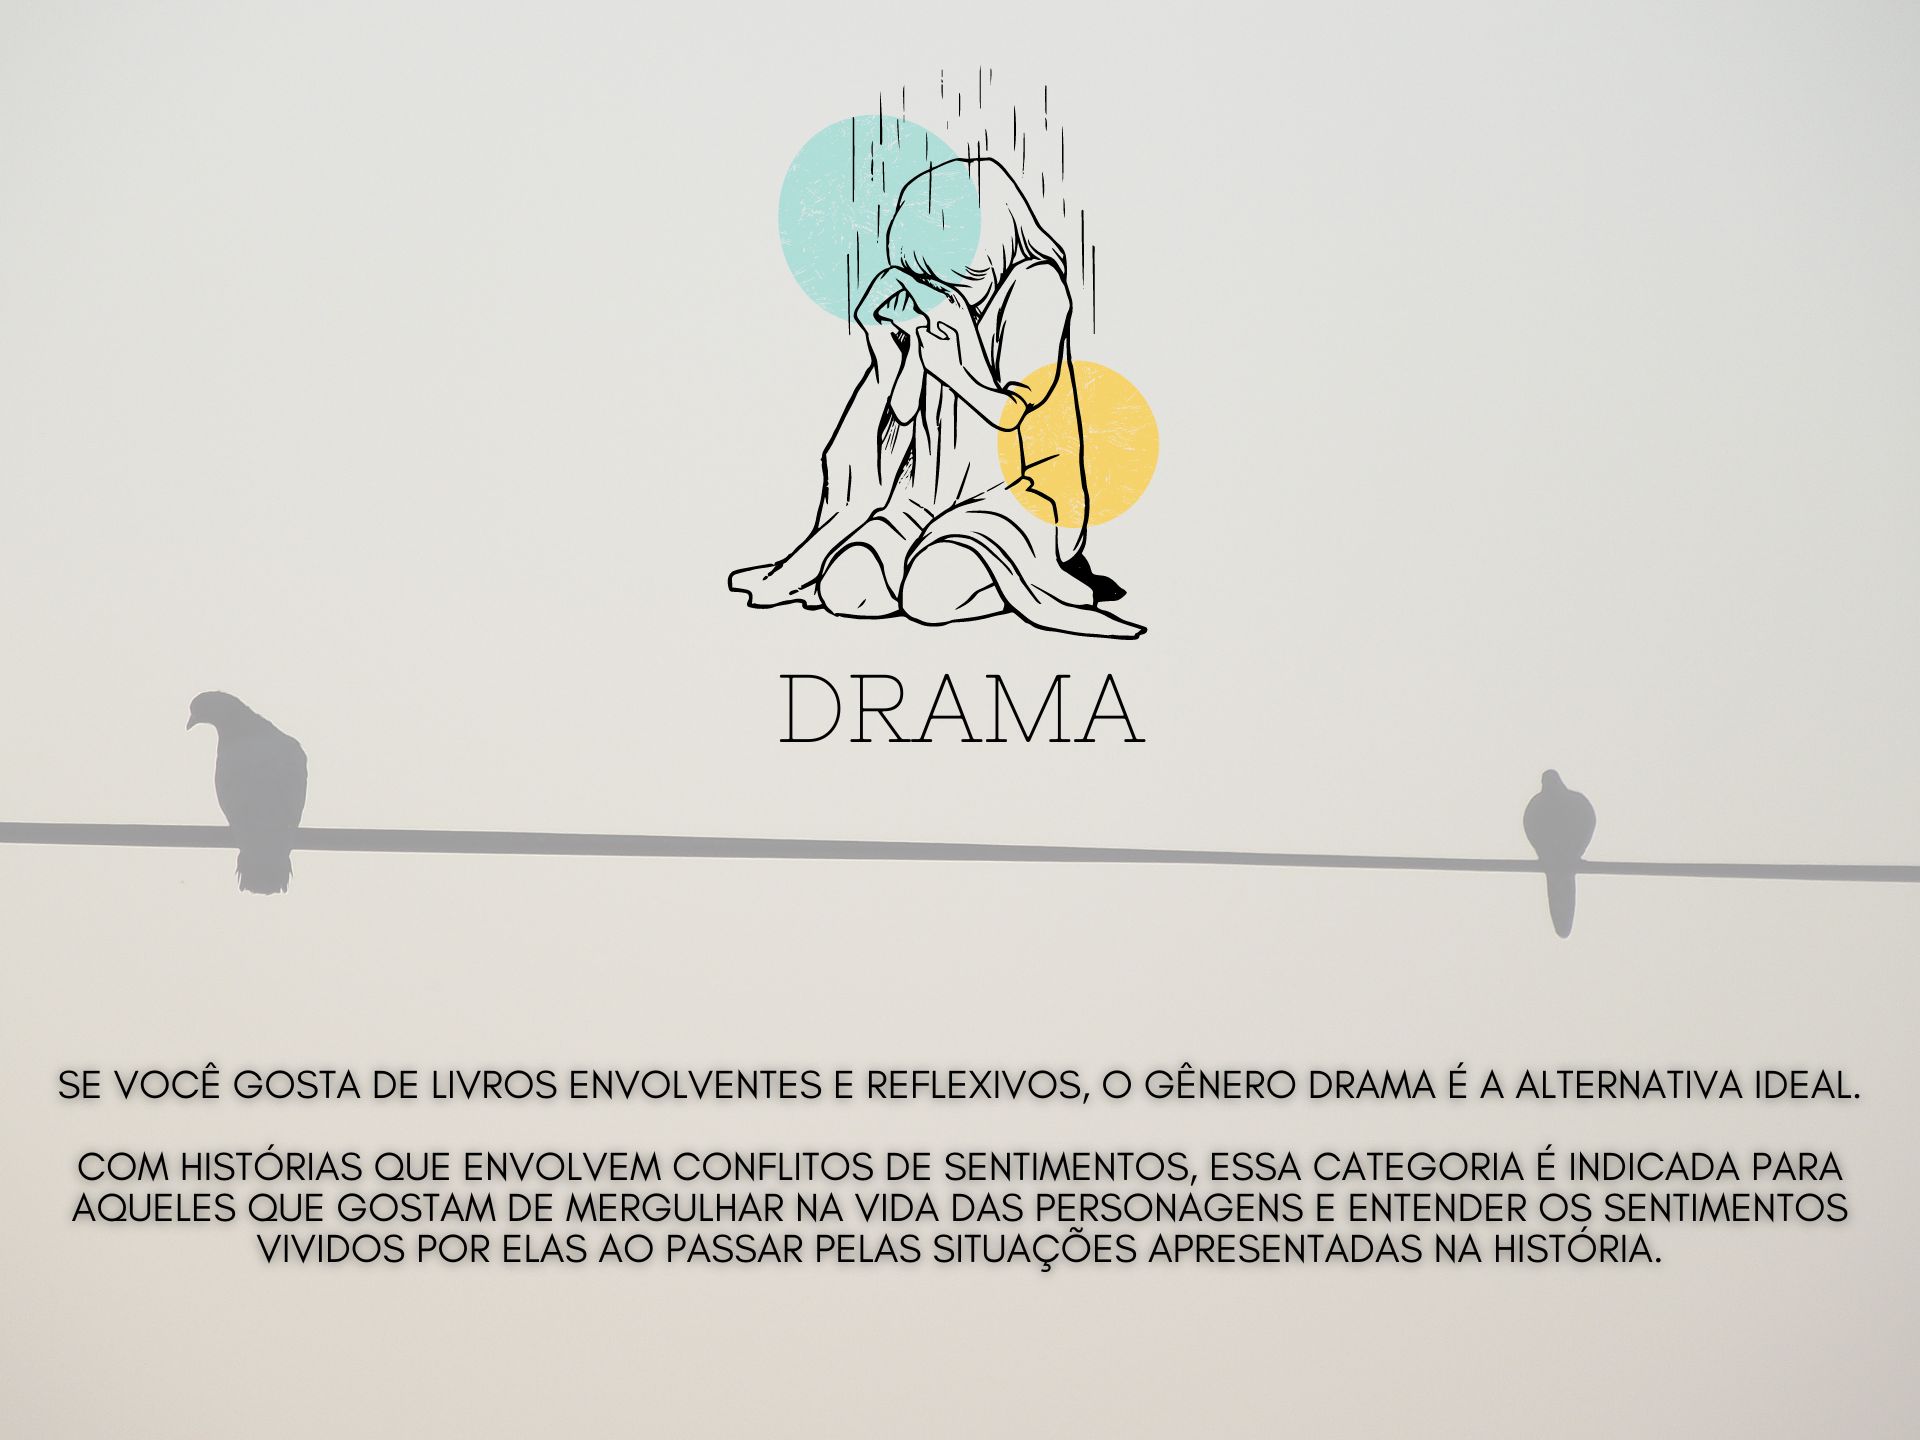 DRAMA
SE VOCÊ GOSTA DE LIVROS ENVOLVENTES E REFLEXIVOS, O GÊNERO DRAMA É A ALTERNATIVA IDEAL.
COM HISTÓRIAS QUE ENVOLVEM CONFLITOS DE SENTIMENTOS, ESSA CATEGORIA É INDICADA PARA
AQUELES QUE GOSTAM DE MERGULHAR NA VIDA DAS PERSONAGENS E ENTENDER OS SENTIMENTOS
VIVIDOS POR ELAS AO PASSAR PELAS SITUAÇÕES APRESENTADAS NA HISTÓRIA.